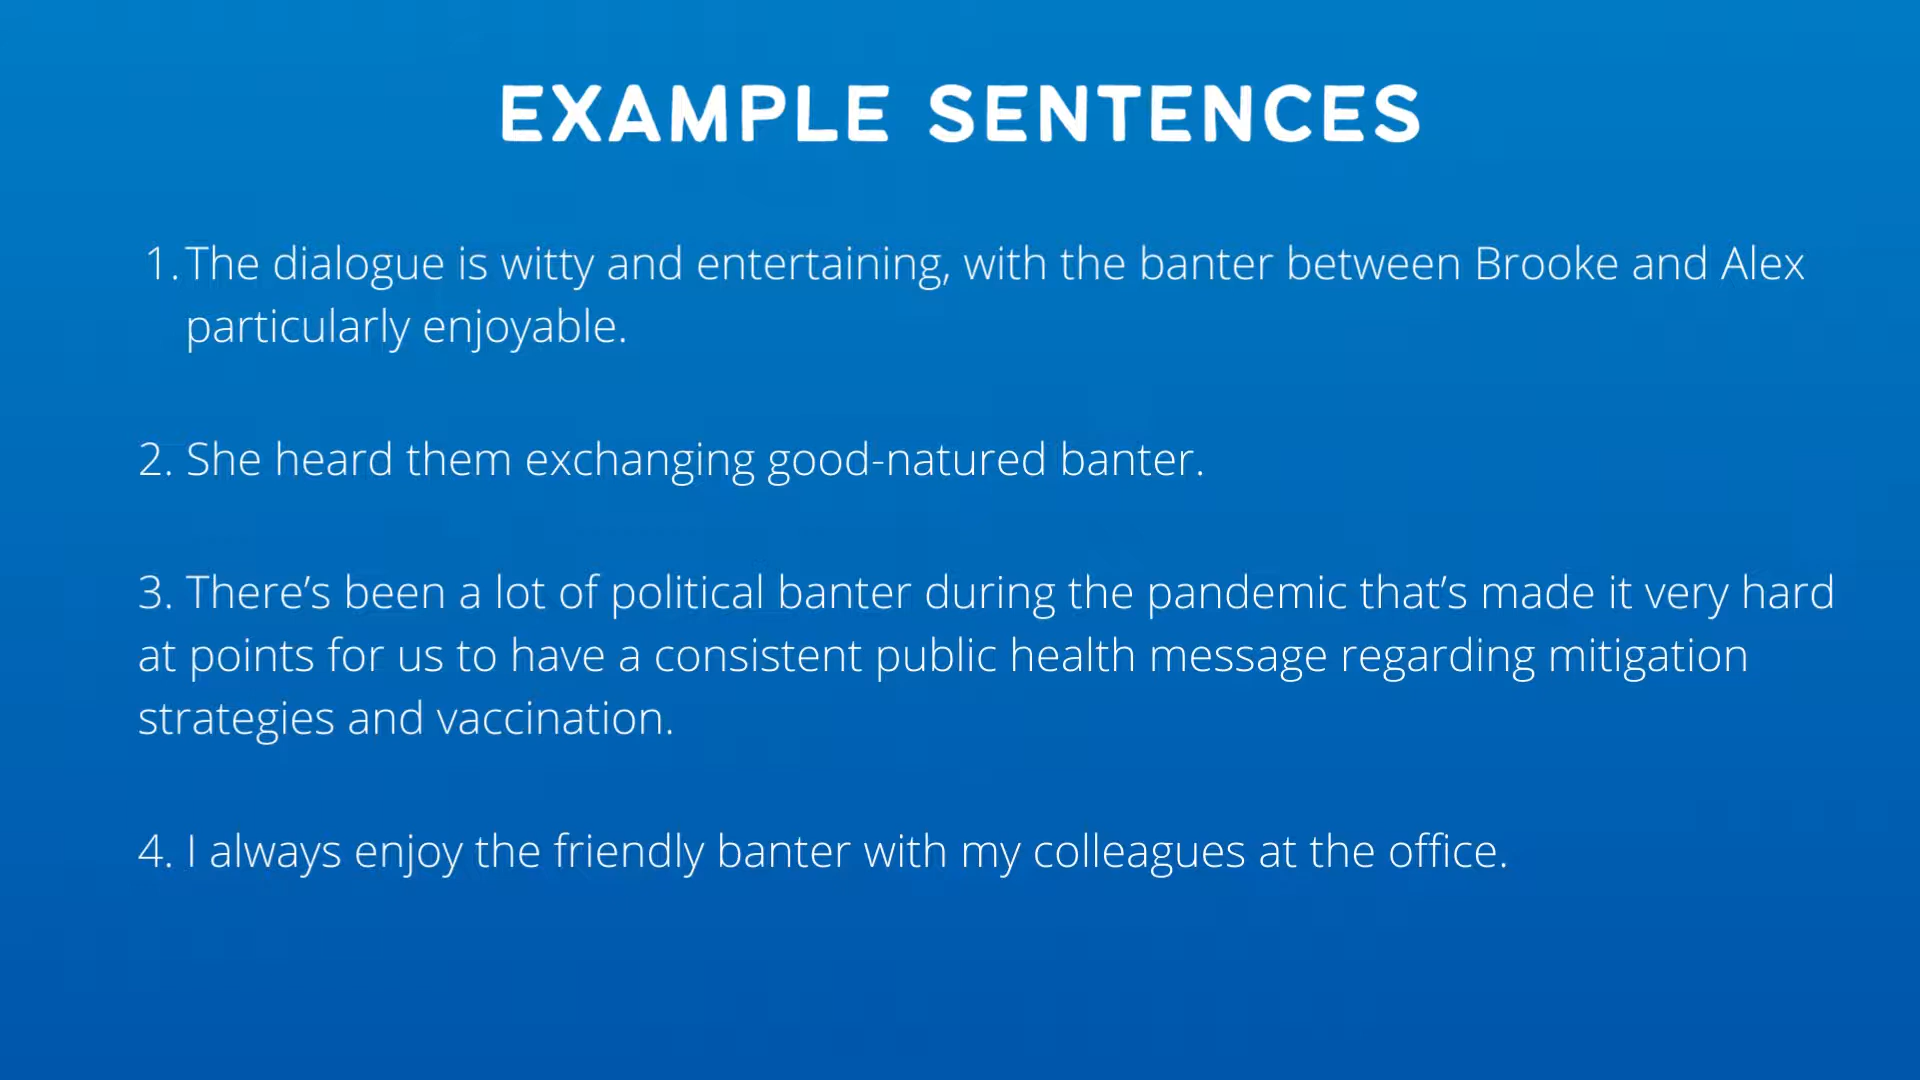 EXAMPLE SENTENCES
1. The dialogue is witty and entertaining, with the banter between Brooke and Alex
particularly enjoyable.
2. She heard them exchanging good-natured banter.
3. There’s been a lot of political banter during the pandemic that’s made it very hard
at points for us to have a consistent public health message regarding mitigation
strategies and vaccination.
4. I always enjoy the friendly banter with my colleagues at the office.